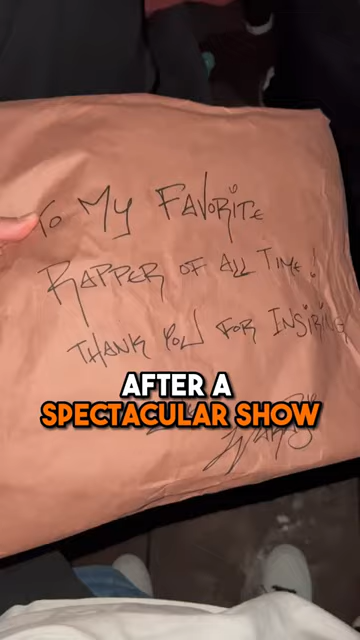 To My FAVORITE
RAPPER OF ALL TIME!
THANK YOU FOR INSIRING
AFTER A
SPECTACULAR SHOW